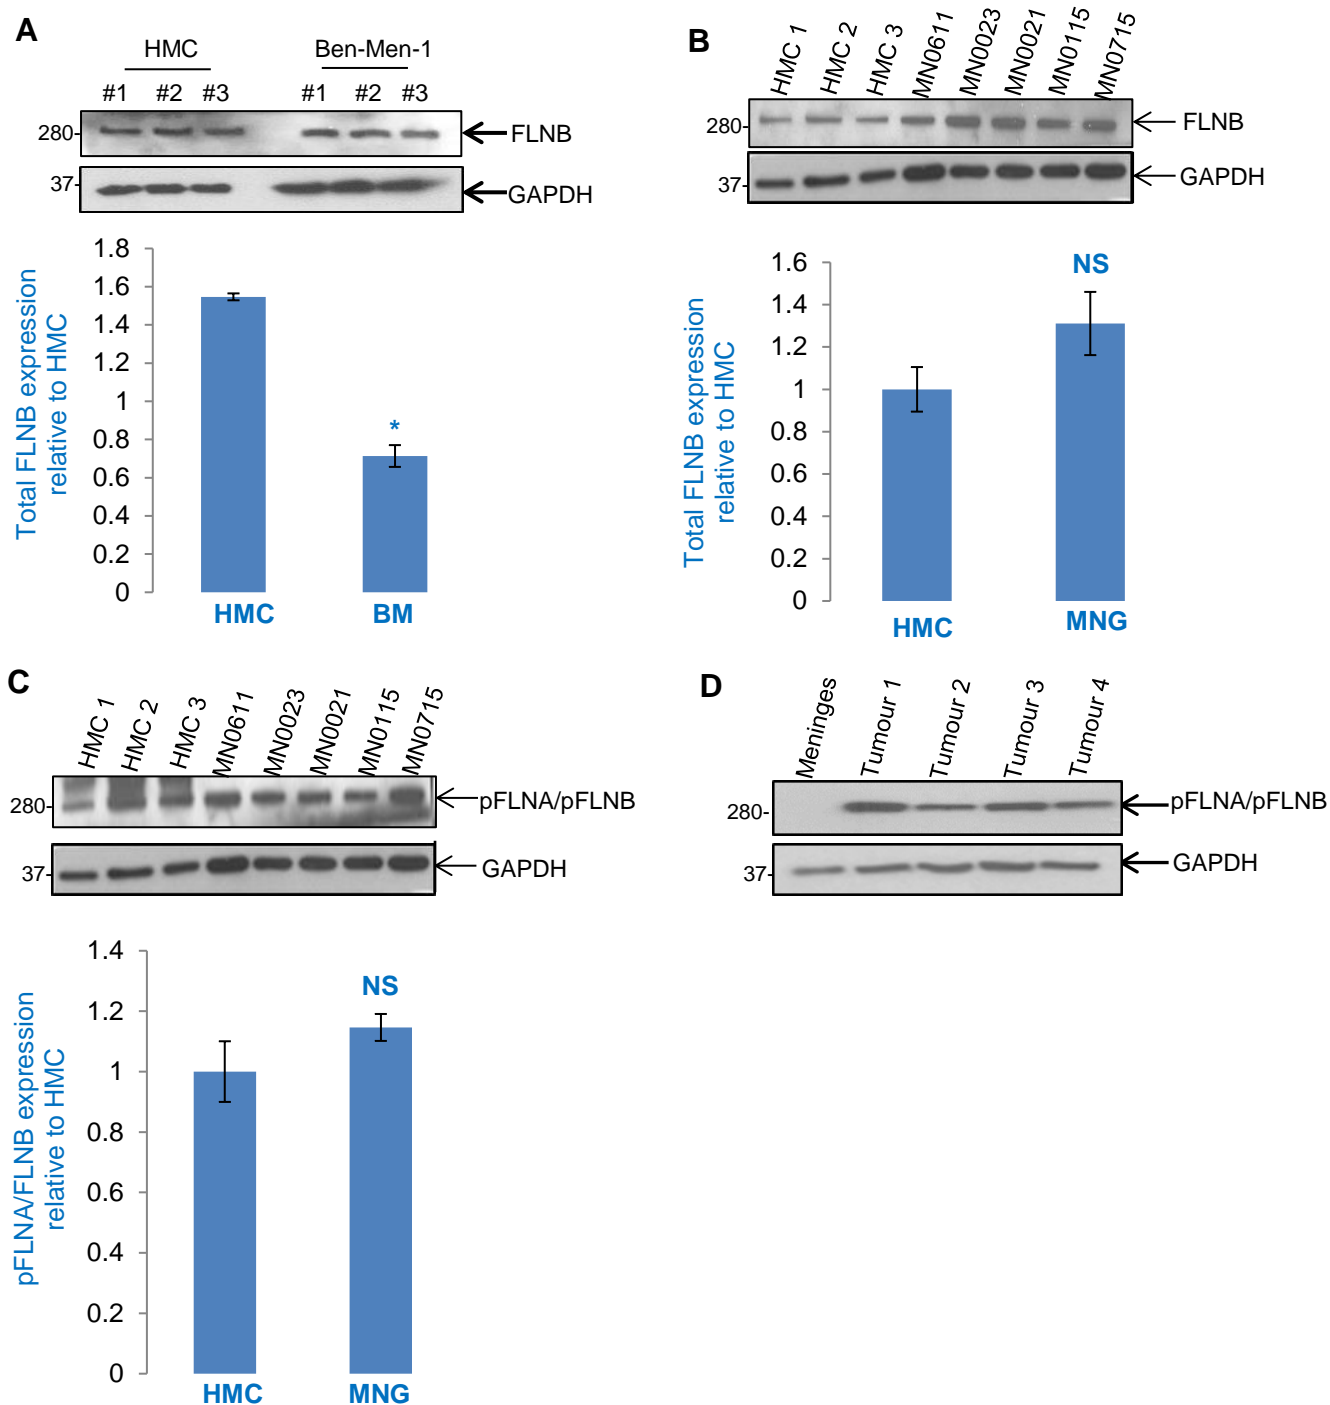 A
HMC Ben-Men-1
#1 #2 #3 #1 #2 #3
280- FLNB
37- GAPDH
Total FLNB expression
relative to HMC
1.8
1.6
1.4
1.2
1
0.8
0.6
0.4
0.2
0
*
HMC BM
B
HMC 1 HMC 2 HMC 3 MN0611 MN0023 MN0021 MN0115 MN0715
280- FLNB
37- GAPDH
Total FLNB expression
relative to HMC
1.6
1.4
1.2
1
0.8
0.6
0.4
0.2
0
NS
HMC MNG
C
HMC 1 HMC 2 HMC 3 MN0611 MN0023 MN0021 MN0115 MN0715
280- pFLNA/pFLNB
37- GAPDH
pFLNA/FLNB expression
relative to HMC
1.4
1.2
1
0.8
0.6
0.4
0.2
0
NS
HMC MNG
D
Meninges Tumour 1 Tumour 2 Tumour 3 Tumour 4
280- pFLNA/pFLNB
37- GAPDH